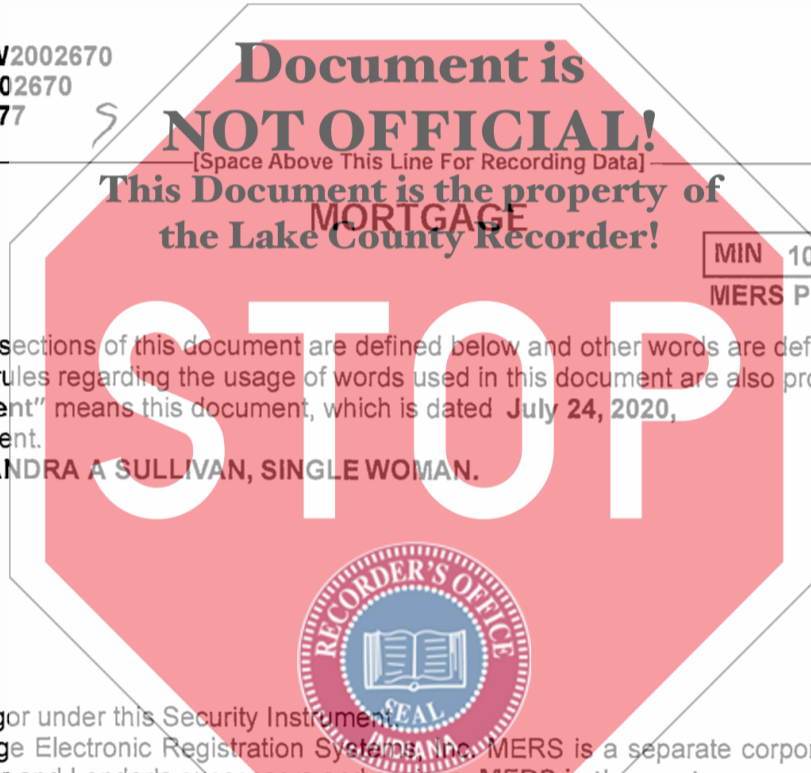 V2002670
02670
77 S
Document is
NOT OFFICIAL!
[Space Above This Line For Recording Data]
This Document is the property of
MORTGAGE
the Lake County Recorder!
MIN 10
MERS P
STOP
sections of this document are defined below and other words are def
ules regarding the usage of words used in this document are also pro
ent" means this document, which is dated July 24, 2020,
ent.
ANDRA A SULLIVAN, SINGLE WOMAN.
RECORDER'S OFFICE
SEAL
INDIANA
gor under this Security Instrument.
ge Electronic Registration Systems, Inc. MERS is a separate corpo